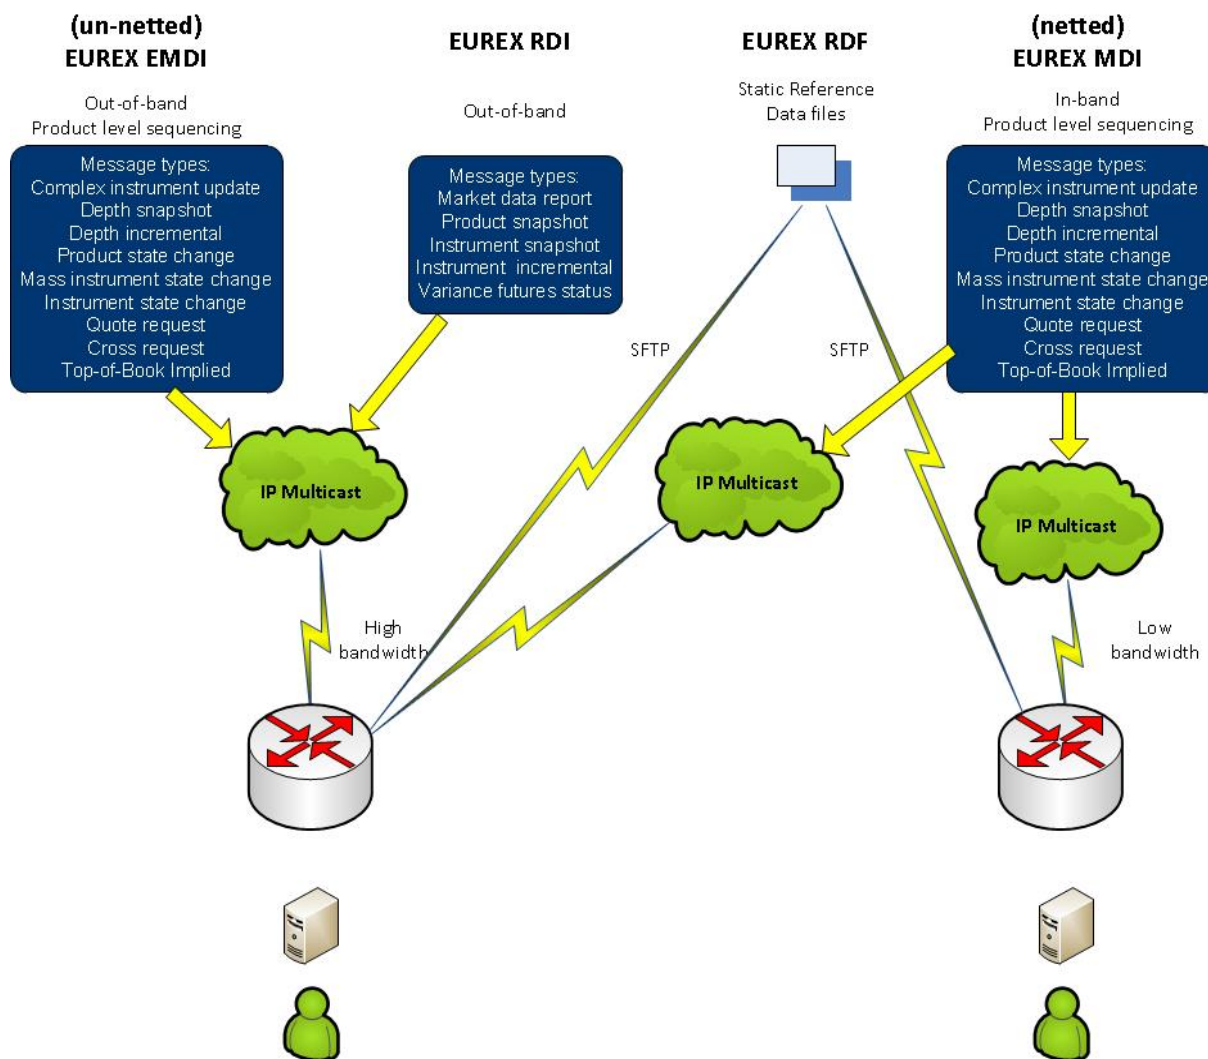 (un-netted)
EUREX EMDI
Out-of-band
Product level sequencing
Message types:
Complex instrument update
Depth snapshot
Depth incremental
Product state change
Mass instrument state change
Instrument state change
Quote request
Cross request
Top-of-Book Implied
EUREX RDI
Out-of-band
Message types:
Market data report
Product snapshot
Instrument snapshot
Instrument incremental
Variance futures status
EUREX RDF
Static Reference
Data files
(netted)
EUREX MDI
In-band
Product level sequencing
Message types:
Complex instrument update
Depth snapshot
Depth incremental
Product state change
Mass instrument state change
Instrument state change
Quote request
Cross request
Top-of-Book Implied
SFTP
SFTP
IP Multicast
IP Multicast
IP Multicast
High
bandwidth
Low
bandwidth